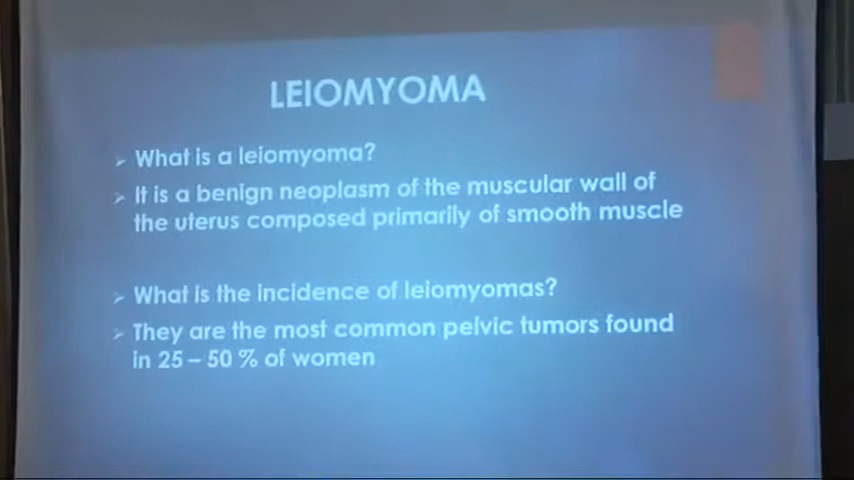 LEIOMYOMA
➢ What is a leiomyoma?
➢ It is a benign neoplasm of the muscular wall of
the uterus composed primarily of smooth muscle
➢ What is the incidence of leiomyomas?
➢ They are the most common pelvic tumors found
in 25 – 50 % of women